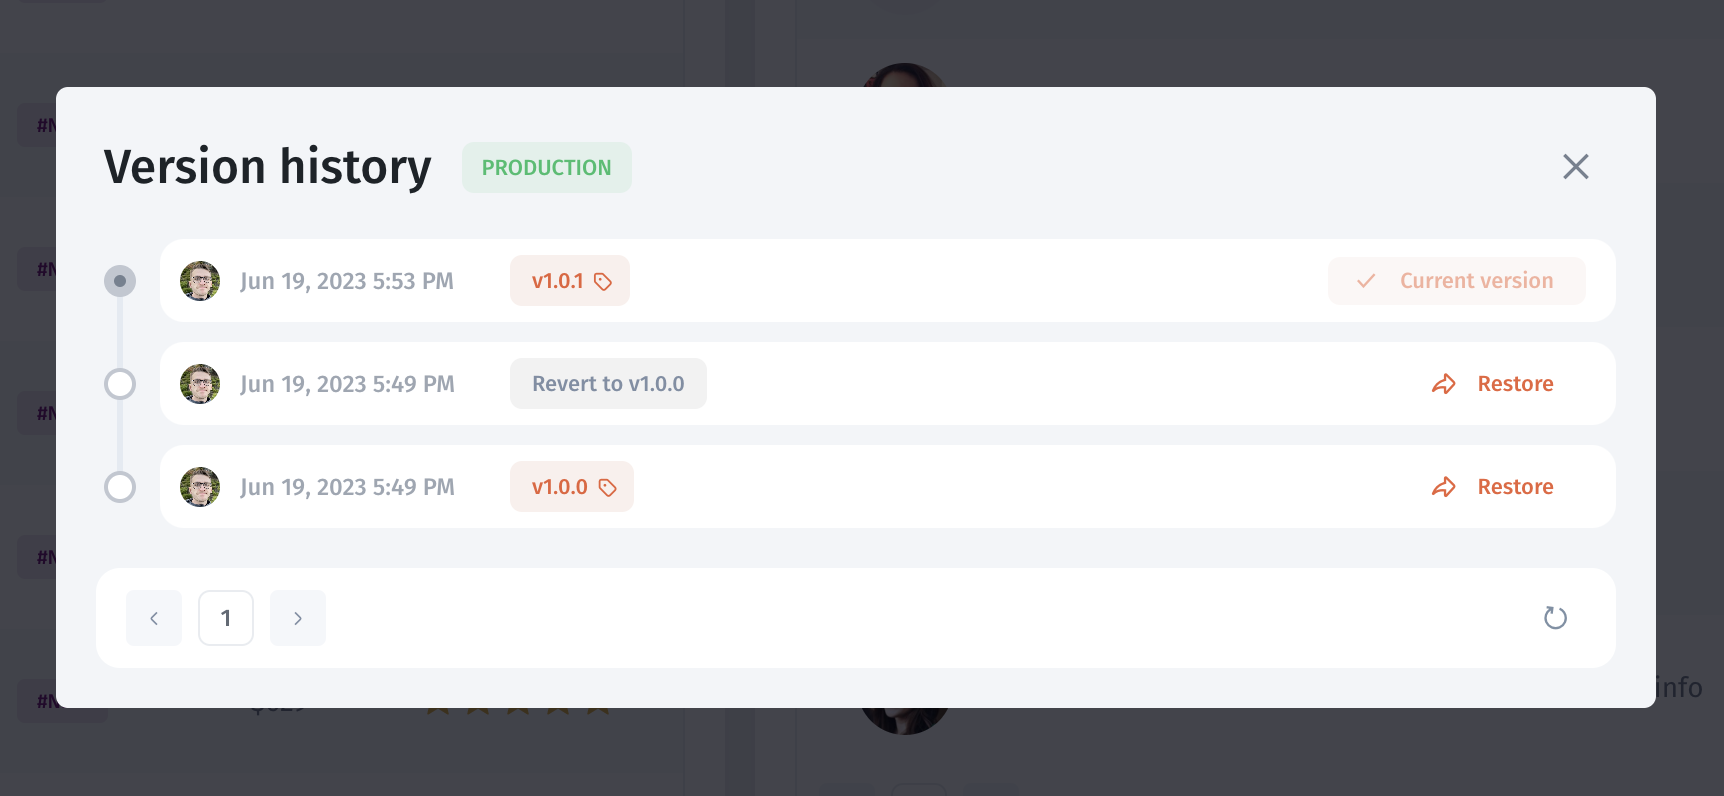 Version history PRODUCTION
Jun 19, 2023 5:53 PM v1.0.1 Current version
Jun 19, 2023 5:49 PM Revert to v1.0.0 Restore
Jun 19, 2023 5:49 PM v1.0.0 Restore
1
info